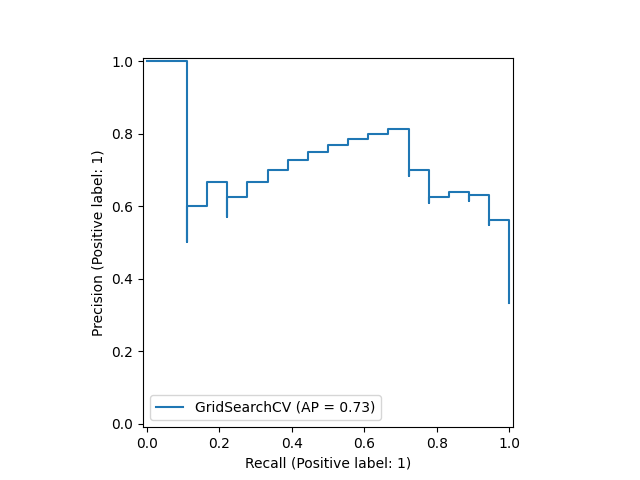 1.0
0.8
0.6
0.4
0.2
0.0
Precision (Positive label: 1)
GridSearchCV (AP = 0.73)
0.0 0.2 0.4 0.6 0.8 1.0
Recall (Positive label: 1)